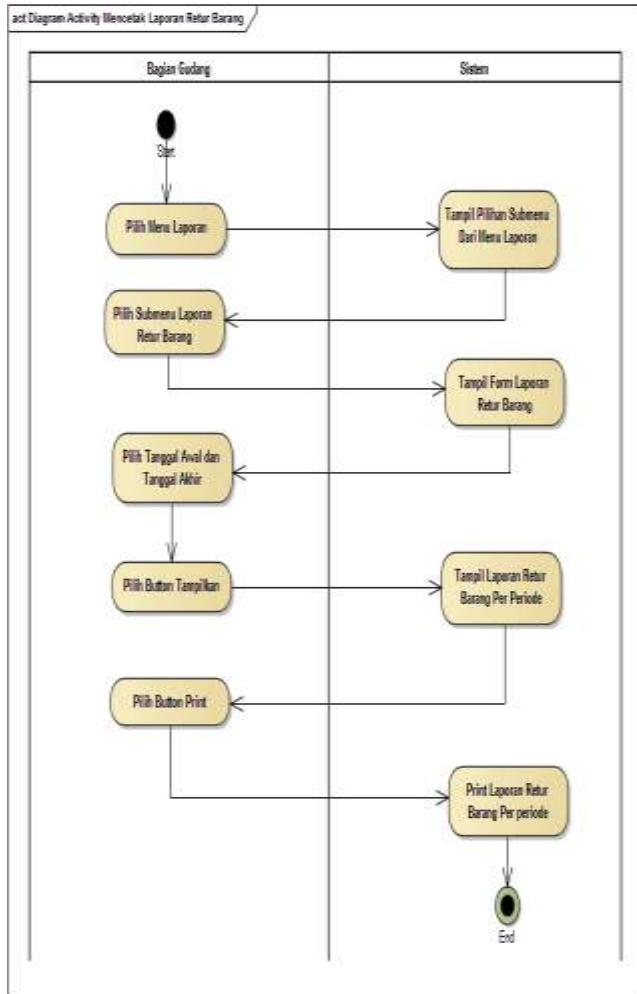 act Diagram Activity Mencetak Laporan Retur Barang
Bagian Gudang
Sistem
Start
Pilih Menu Laporan
Tampil Pilihan Submenu
Dari Menu Laporan
Pilih Submenu Laporan
Retur Barang
Tampil Form Laporan
Retur Barang
Pilih Tanggal Awal dan
Tanggal Akhir
Pilih Button Tampilkan
Tampil Laporan Retur
Barang Per Periode
Pilih Button Print
Print Laporan Retur
Barang Per periode
End